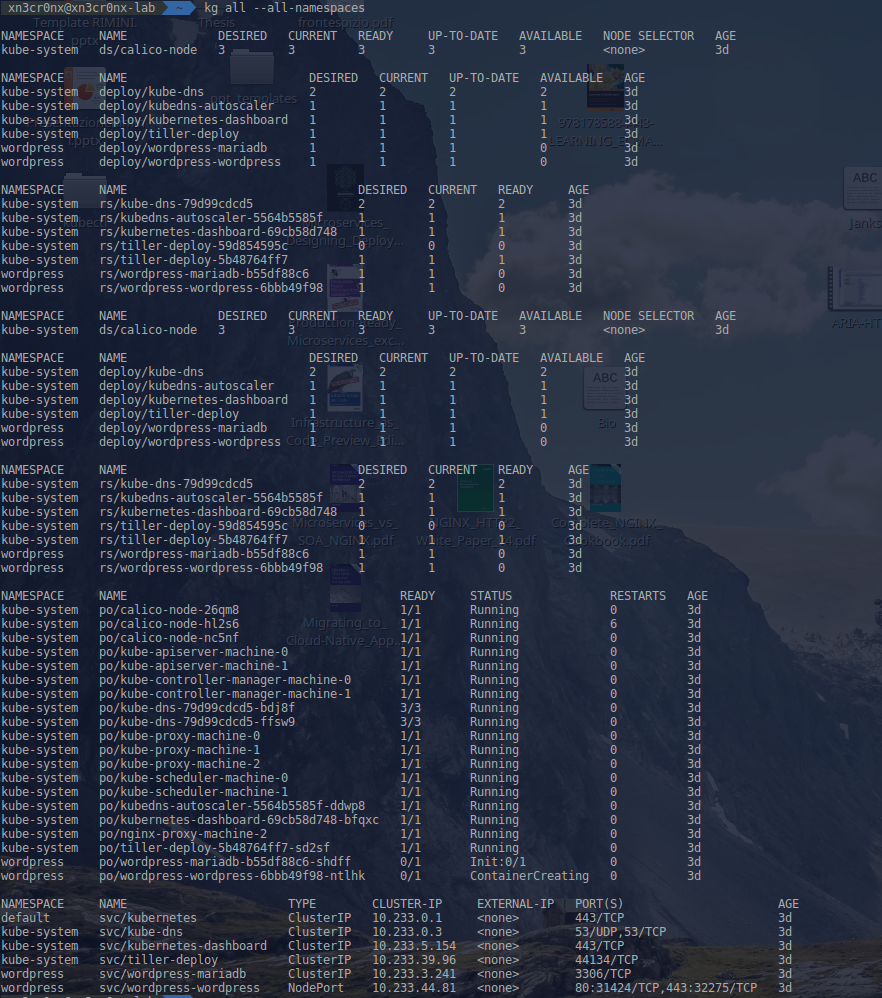 xn3cr0nx@xn3cr0nx-lab ~ kg all --all-namespaces
NAMESPACE NAME DESIRED CURRENT READY UP-TO-DATE AVAILABLE NODE SELECTOR AGE
kube-system ds/calico-node 3 3 3 3 3 <none> 3d
NAMESPACE NAME DESIRED CURRENT UP-TO-DATE AVAILABLE AGE
kube-system deploy/kube-dns 2 2 2 2 3d
kube-system deploy/kubedns-autoscaler 1 1 1 1 3d
kube-system deploy/kubernetes-dashboard 1 1 1 1 3d
kube-system deploy/tiller-deploy 1 1 1 1 3d
wordpress deploy/wordpress-mariadb 1 1 1 0 3d
wordpress deploy/wordpress-wordpress 1 1 1 0 3d
NAMESPACE NAME DESIRED CURRENT READY AGE
kube-system rs/kube-dns-79d99cdcd5 2 2 2 3d
kube-system rs/kubedns-autoscaler-5564b5585f 1 1 1 3d
kube-system rs/kubernetes-dashboard-69cb58d748 1 1 1 3d
kube-system rs/tiller-deploy-59d854595c 0 0 0 3d
kube-system rs/tiller-deploy-5b48764ff7 1 1 1 3d
wordpress rs/wordpress-mariadb-b55df88c6 1 1 0 3d
wordpress rs/wordpress-wordpress-6bbb49f98 1 1 0 3d
NAMESPACE NAME DESIRED CURRENT READY UP-TO-DATE AVAILABLE NODE SELECTOR AGE
kube-system ds/calico-node 3 3 3 3 3 <none> 3d
NAMESPACE NAME DESIRED CURRENT UP-TO-DATE AVAILABLE AGE
kube-system deploy/kube-dns 2 2 2 2 3d
kube-system deploy/kubedns-autoscaler 1 1 1 1 3d
kube-system deploy/kubernetes-dashboard 1 1 1 1 3d
kube-system deploy/tiller-deploy 1 1 1 1 3d
wordpress deploy/wordpress-mariadb 1 1 1 0 3d
wordpress deploy/wordpress-wordpress 1 1 1 0 3d
NAMESPACE NAME DESIRED CURRENT READY AGE
kube-system rs/kube-dns-79d99cdcd5 2 2 2 3d
kube-system rs/kubedns-autoscaler-5564b5585f 1 1 1 3d
kube-system rs/kubernetes-dashboard-69cb58d748 1 1 1 3d
kube-system rs/tiller-deploy-59d854595c 0 0 0 3d
kube-system rs/tiller-deploy-5b48764ff7 1 1 1 3d
wordpress rs/wordpress-mariadb-b55df88c6 1 1 0 3d
wordpress rs/wordpress-wordpress-6bbb49f98 1 1 0 3d
NAMESPACE NAME READY STATUS RESTARTS AGE
kube-system po/calico-node-26qm8 1/1 Running 0 3d
kube-system po/calico-node-hl2s6 1/1 Running 6 3d
kube-system po/calico-node-nc5nf 1/1 Running 0 3d
kube-system po/kube-apiserver-machine-0 1/1 Running 0 3d
kube-system po/kube-apiserver-machine-1 1/1 Running 0 3d
kube-system po/kube-controller-manager-machine-0 1/1 Running 0 3d
kube-system po/kube-controller-manager-machine-1 1/1 Running 0 3d
kube-system po/kube-dns-79d99cdcd5-bdj8f 3/3 Running 0 3d
kube-system po/kube-dns-79d99cdcd5-ffsw9 3/3 Running 0 3d
kube-system po/kube-proxy-machine-0 1/1 Running 0 3d
kube-system po/kube-proxy-machine-1 1/1 Running 0 3d
kube-system po/kube-proxy-machine-2 1/1 Running 0 3d
kube-system po/kube-scheduler-machine-0 1/1 Running 0 3d
kube-system po/kube-scheduler-machine-1 1/1 Running 0 3d
kube-system po/kubedns-autoscaler-5564b5585f-ddwp8 1/1 Running 0 3d
kube-system po/kubernetes-dashboard-69cb58d748-bfqxc 1/1 Running 0 3d
kube-system po/nginx-proxy-machine-2 1/1 Running 0 3d
kube-system po/tiller-deploy-5b48764ff7-sd2sf 1/1 Running 0 3d
wordpress po/wordpress-mariadb-b55df88c6-shdff 0/1 Init:0/1 0 3d
wordpress po/wordpress-wordpress-6bbb49f98-ntlhk 0/1 ContainerCreating 0 3d
NAMESPACE NAME TYPE CLUSTER-IP EXTERNAL-IP PORT(S) AGE
default svc/kubernetes ClusterIP 10.233.0.1 <none> 443/TCP 3d
kube-system svc/kube-dns ClusterIP 10.233.0.3 <none> 53/UDP,53/TCP 3d
kube-system svc/kubernetes-dashboard ClusterIP 10.233.5.154 <none> 443/TCP 3d
kube-system svc/tiller-deploy ClusterIP 10.233.39.96 <none> 44134/TCP 3d
wordpress svc/wordpress-mariadb ClusterIP 10.233.3.241 <none> 3306/TCP 3d
wordpress svc/wordpress-wordpress NodePort 10.233.44.81 <none> 80:31424/TCP,443:32275/TCP 3d
Template RIMINI.
pptx
Thesis
frontespizio.pdf
ppt_templates
ABC
Janks
ARIA-HT
ABC
Bio
Infrastructure_as_
Code_Preview_Edi...
Microservices_vs_
SOA_NGINX.pdf
Complete_NGINX_
Cookbook.pdf
Migrating_to_
Cloud-Native_App...